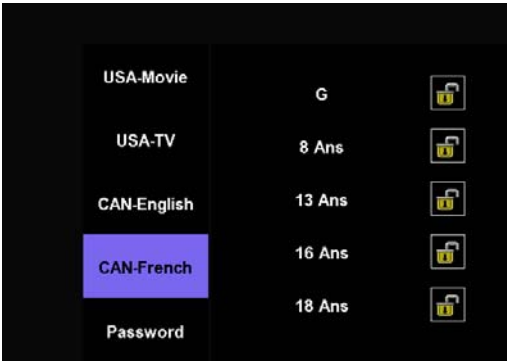 USA-Movie
USA-TV
CAN-English
CAN-French
Password
G
8 Ans
13 Ans
16 Ans
18 Ans